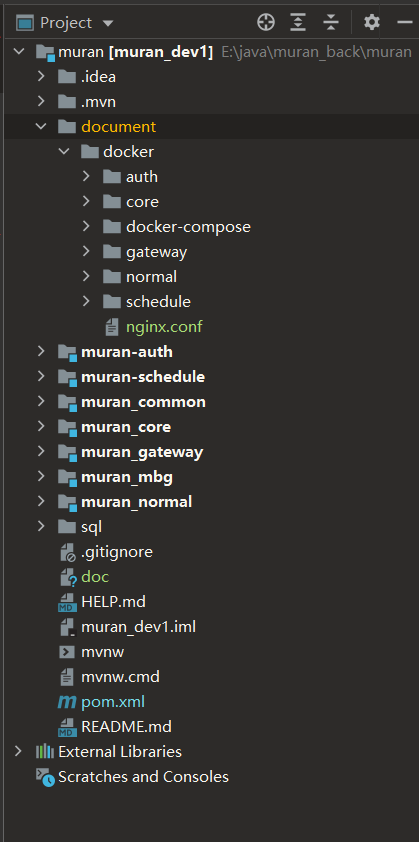 Project
muran [muran_dev1] E:\java\muran_back\muran
.idea
.mvn
document
docker
auth
core
docker-compose
gateway
normal
schedule
nginx.conf
muran-auth
muran-schedule
muran_common
muran_core
muran_gateway
muran_mbg
muran_normal
sql
.gitignore
doc
MD HELP.md
muran_dev1.iml
mvnw
mvnw.cmd
m pom.xml
MD README.md
External Libraries
Scratches and Consoles